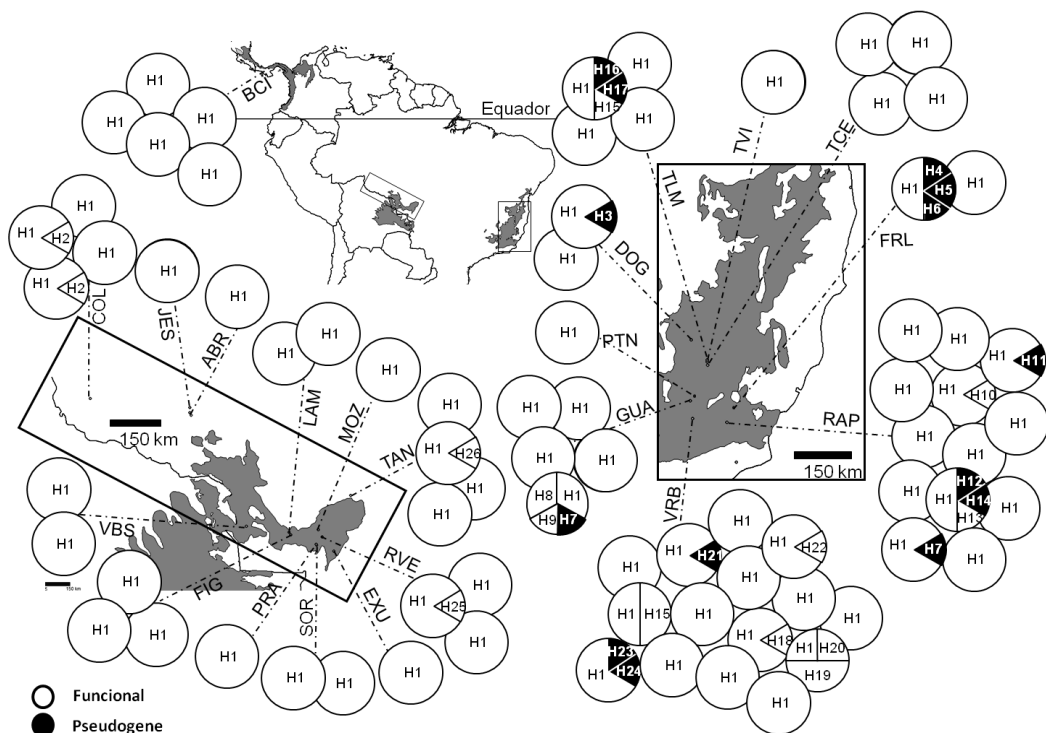 H1 H1 H1 H1 H1 H1
BCI
Equador
H1 H1 H16 H17 H15 H1 H1
TLM
H1
TVI
H1 H1 H1 H1
TCE
H1 H4 H5 H6 H1
FRL
H1 H3
H1
DOG
H1
PTN
H1 H1 H1 H1
H8 H1 H9 H7
GUA
H1
H1 H2
H1
H1 H2
COL
H1
JES
H1
ABR
H1 H1
LAM
H1
MOZ
H1
H1 H26
H1
H1
TAN
150 km
150 km
H1
H1
VBS
5 150 km
H1
H1 H1
FIG
H1
PRA
H1 H1
SOR
H1
EXU
H1 H25
H1
H1
RVE
VRB
H1
H1 H21
H1 H22
H1
H1
H1
H1 H15
H1
H1 H18
H1
H1 H20
H19
H1 H23 H24
H1
H1
H1
RAP
H1
H1
H1 H11
H1
H1 H10
H1
H1
H1
H1
H1 H12 H14 H13
H1
H1 H7
H1
Funcional
Pseudogene